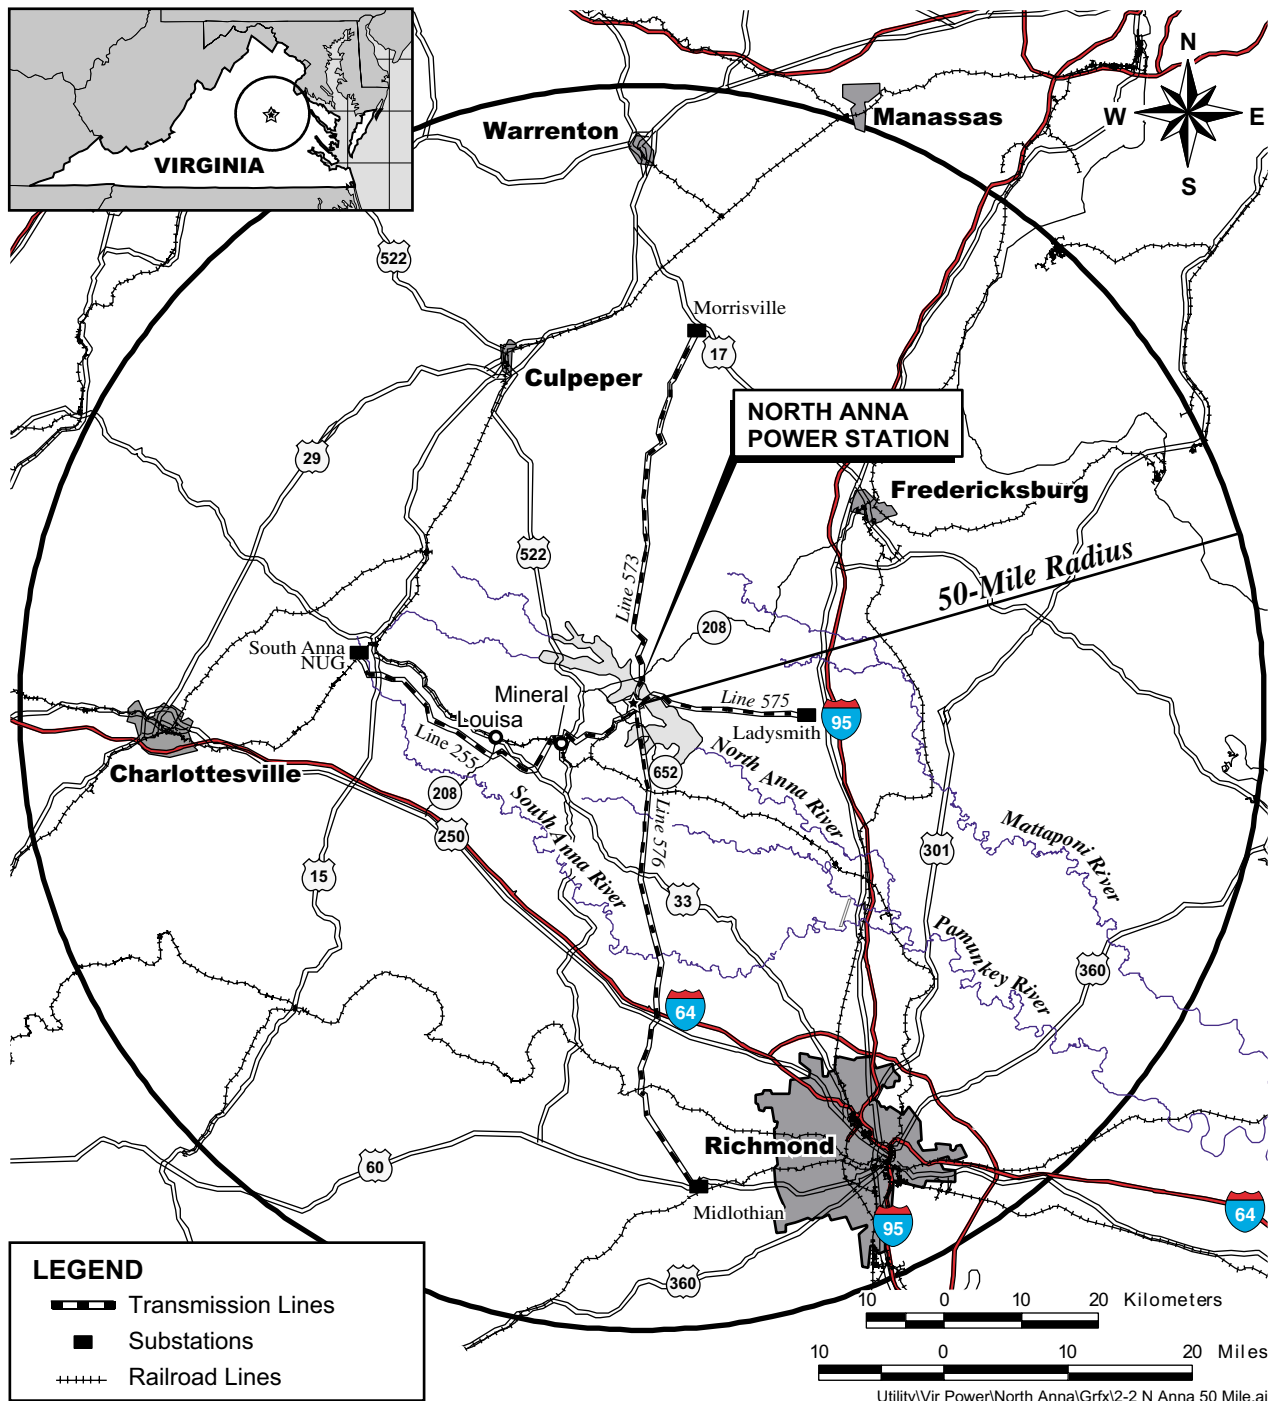 VIRGINIA
N
W
E
S
Manassas
Warrenton
522
Morrisville
17
Culpeper
NORTH ANNA
POWER STATION
29
Fredericksburg
522
Line 573
50-Mile Radius
208
South Anna
NUG
Mineral
Louisa
Line 575
Ladysmith
95
Line 255
Charlottesville
652
North Anna River
208
South Anna River
Line 576
250
301
Mattaponi River
15
33
Pamunkey River
360
64
Richmond
60
Midlothian
95
64
360
LEGEND
Transmission Lines
Substations
Railroad Lines
10 0 10 20 Kilometers
10 0 10 20 Miles
Utility\Vir Power\North Anna\Grfx\2-2 N Anna 50 Mile.ai